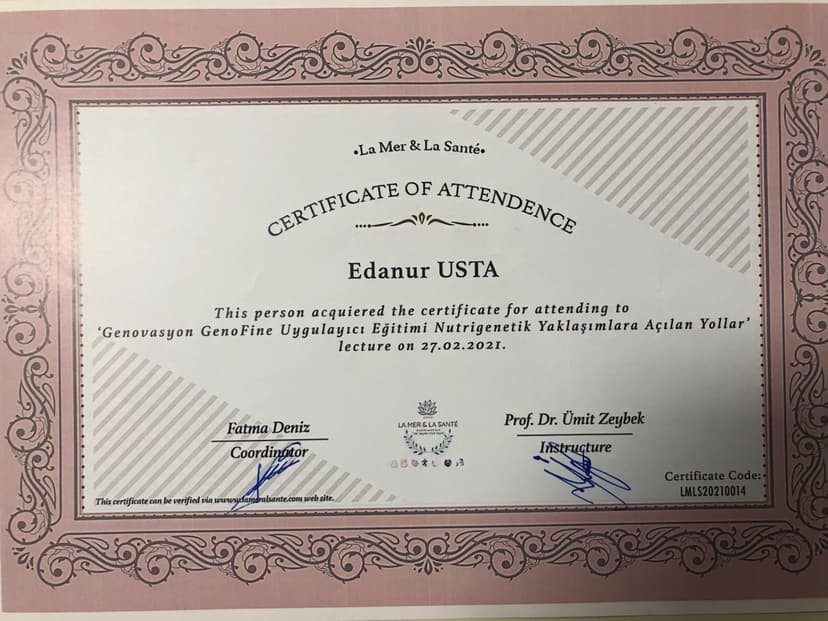 •La Mer & La Santé•
CERTIFICATE OF ATTENDENCE
Edanur USTA
This person acquiered the certificate for attending to
‘Genovasyon GenoFine Uygulayıcı Eğitimi Nutrigenetik Yaklaşımlara Açılan Yollar’
lecture on 27.02.2021.
Fatma Deniz
Coordinator
LA MER & LA SANTÉ
Prof. Dr. Ümit Zeybek
Instructure
Certificate Code:
LMLS20210014
This certificate can be verified via web site.